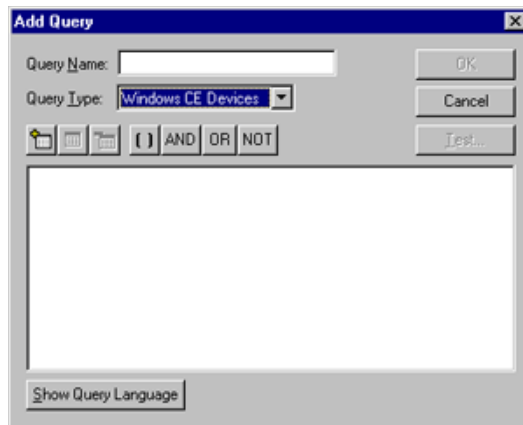 Add Query
Query Name:
OK
Query Type: Windows CE Devices
Cancel
( ) AND OR NOT
Test...
Show Query Language